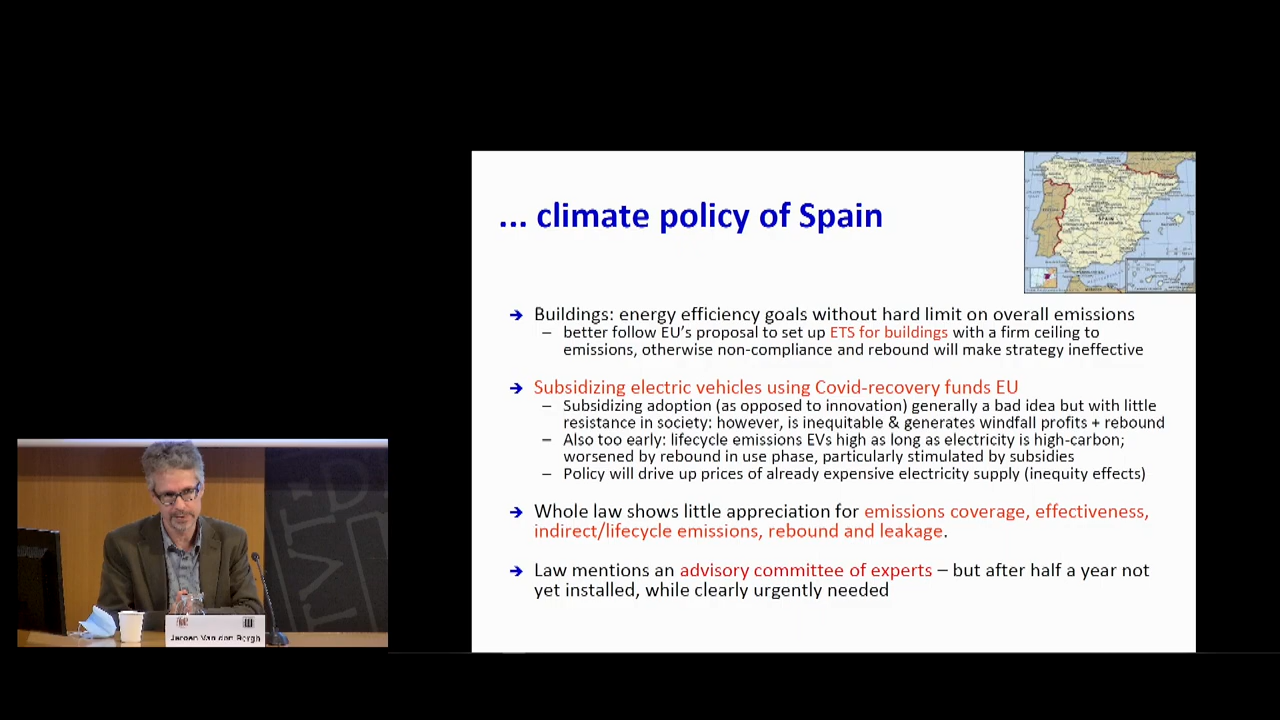 ... climate policy of Spain
SPAIN
➔ Buildings: energy efficiency goals without hard limit on overall emissions
– better follow EU's proposal to set up ETS for buildings with a firm ceiling to
emissions, otherwise non-compliance and rebound will make strategy ineffective
➔ Subsidizing electric vehicles using Covid-recovery funds EU
– Subsidizing adoption (as opposed to innovation) generally a bad idea but with little
resistance in society: however, is inequitable & generates windfall profits + rebound
– Also too early: lifecycle emissions EVs high as long as electricity is high-carbon;
worsened by rebound in use phase, particularly stimulated by subsidies
– Policy will drive up prices of already expensive electricity supply (inequity effects)
➔ Whole law shows little appreciation for emissions coverage, effectiveness,
indirect/lifecycle emissions, rebound and leakage.
➔ Law mentions an advisory committee of experts – but after half a year not
yet installed, while clearly urgently needed
Jeroen Van den Bergh